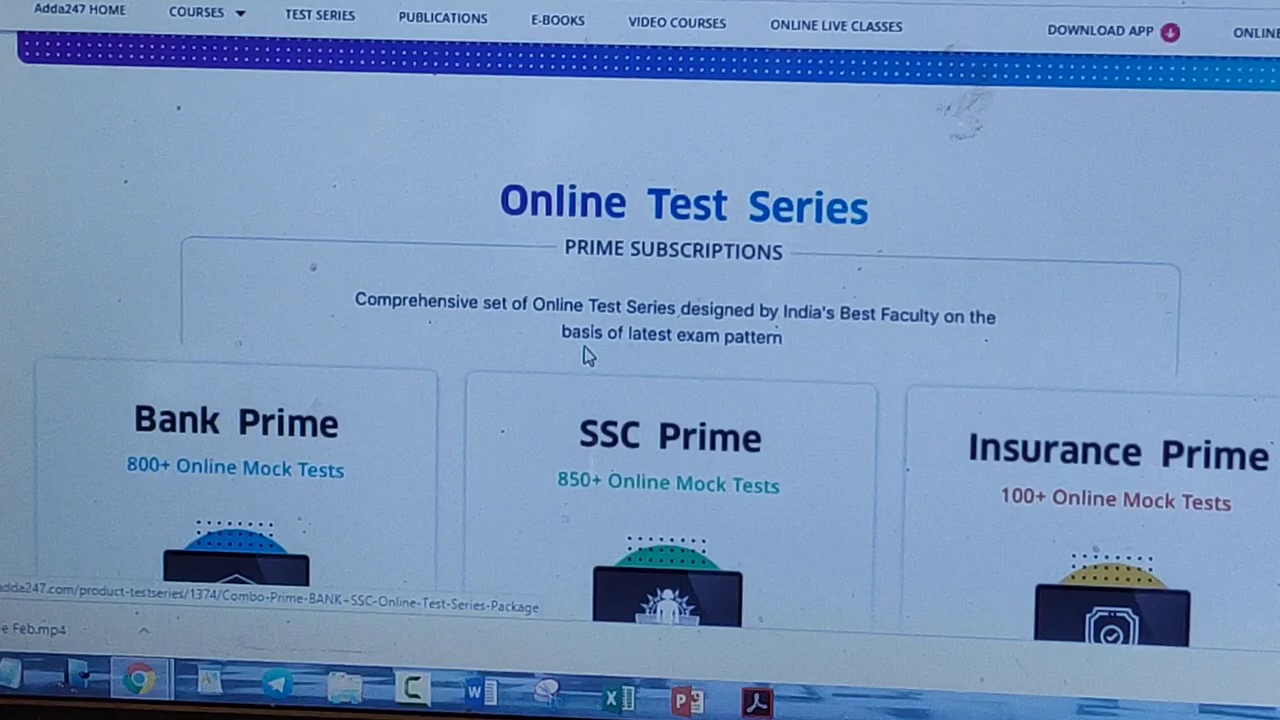 Adda247 HOME COURSES TEST SERIES PUBLICATIONS E-BOOKS VIDEO COURSES ONLINE LIVE CLASSES DOWNLOAD APP ONLINE
Online Test Series
PRIME SUBSCRIPTIONS
Comprehensive set of Online Test Series designed by India's Best Faculty on the
basis of latest exam pattern
Bank Prime SSC Prime Insurance Prime
800+ Online Mock Tests 850+ Online Mock Tests 100+ Online Mock Tests
adda247.com/product-testseries/1374/Combo-Prime-BANK-SSC-Online-Test-Series-Package
e Feb.mp4